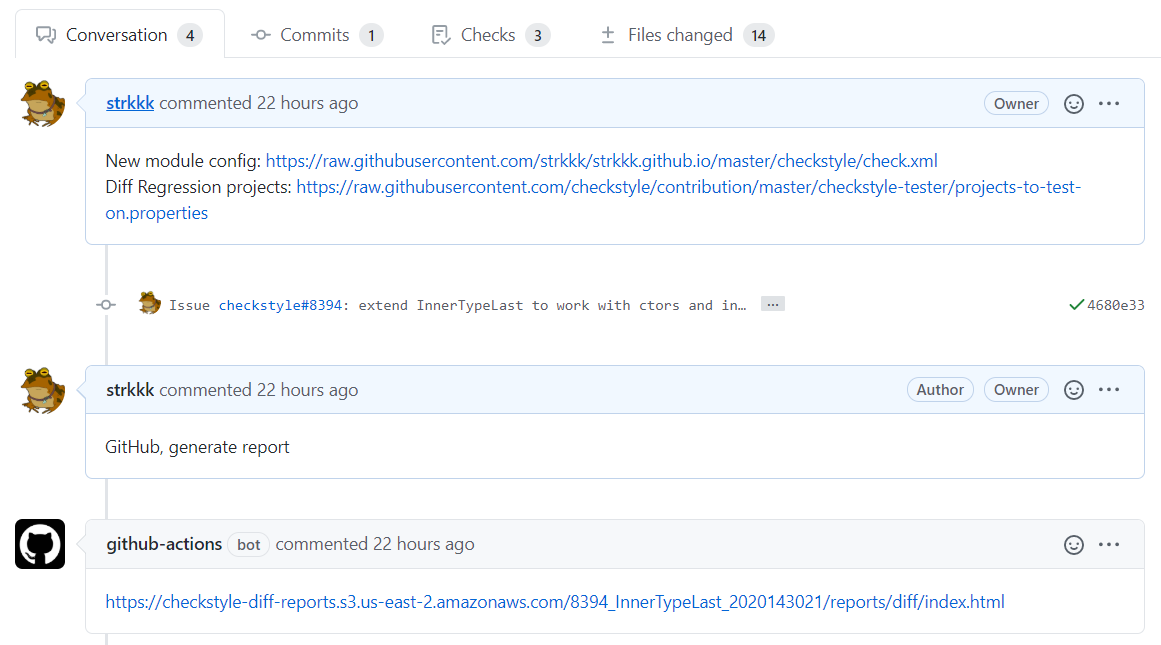 Conversation 4 Commits 1 Checks 3 Files changed 14
strkkk commented 22 hours ago Owner
New module config: https://raw.githubusercontent.com/strkkk/strkkk.github.io/master/checkstyle/check.xml
Diff Regression projects: https://raw.githubusercontent.com/checkstyle/contribution/master/checkstyle-tester/projects-to-test-
on.properties
Issue checkstyle#8394: extend InnerTypeLast to work with ctors and in… ... 4680e33
strkkk commented 22 hours ago Author Owner
GitHub, generate report
github-actions bot commented 22 hours ago
https://checkstyle-diff-reports.s3.us-east-2.amazonaws.com/8394_InnerTypeLast_2020143021/reports/diff/index.html